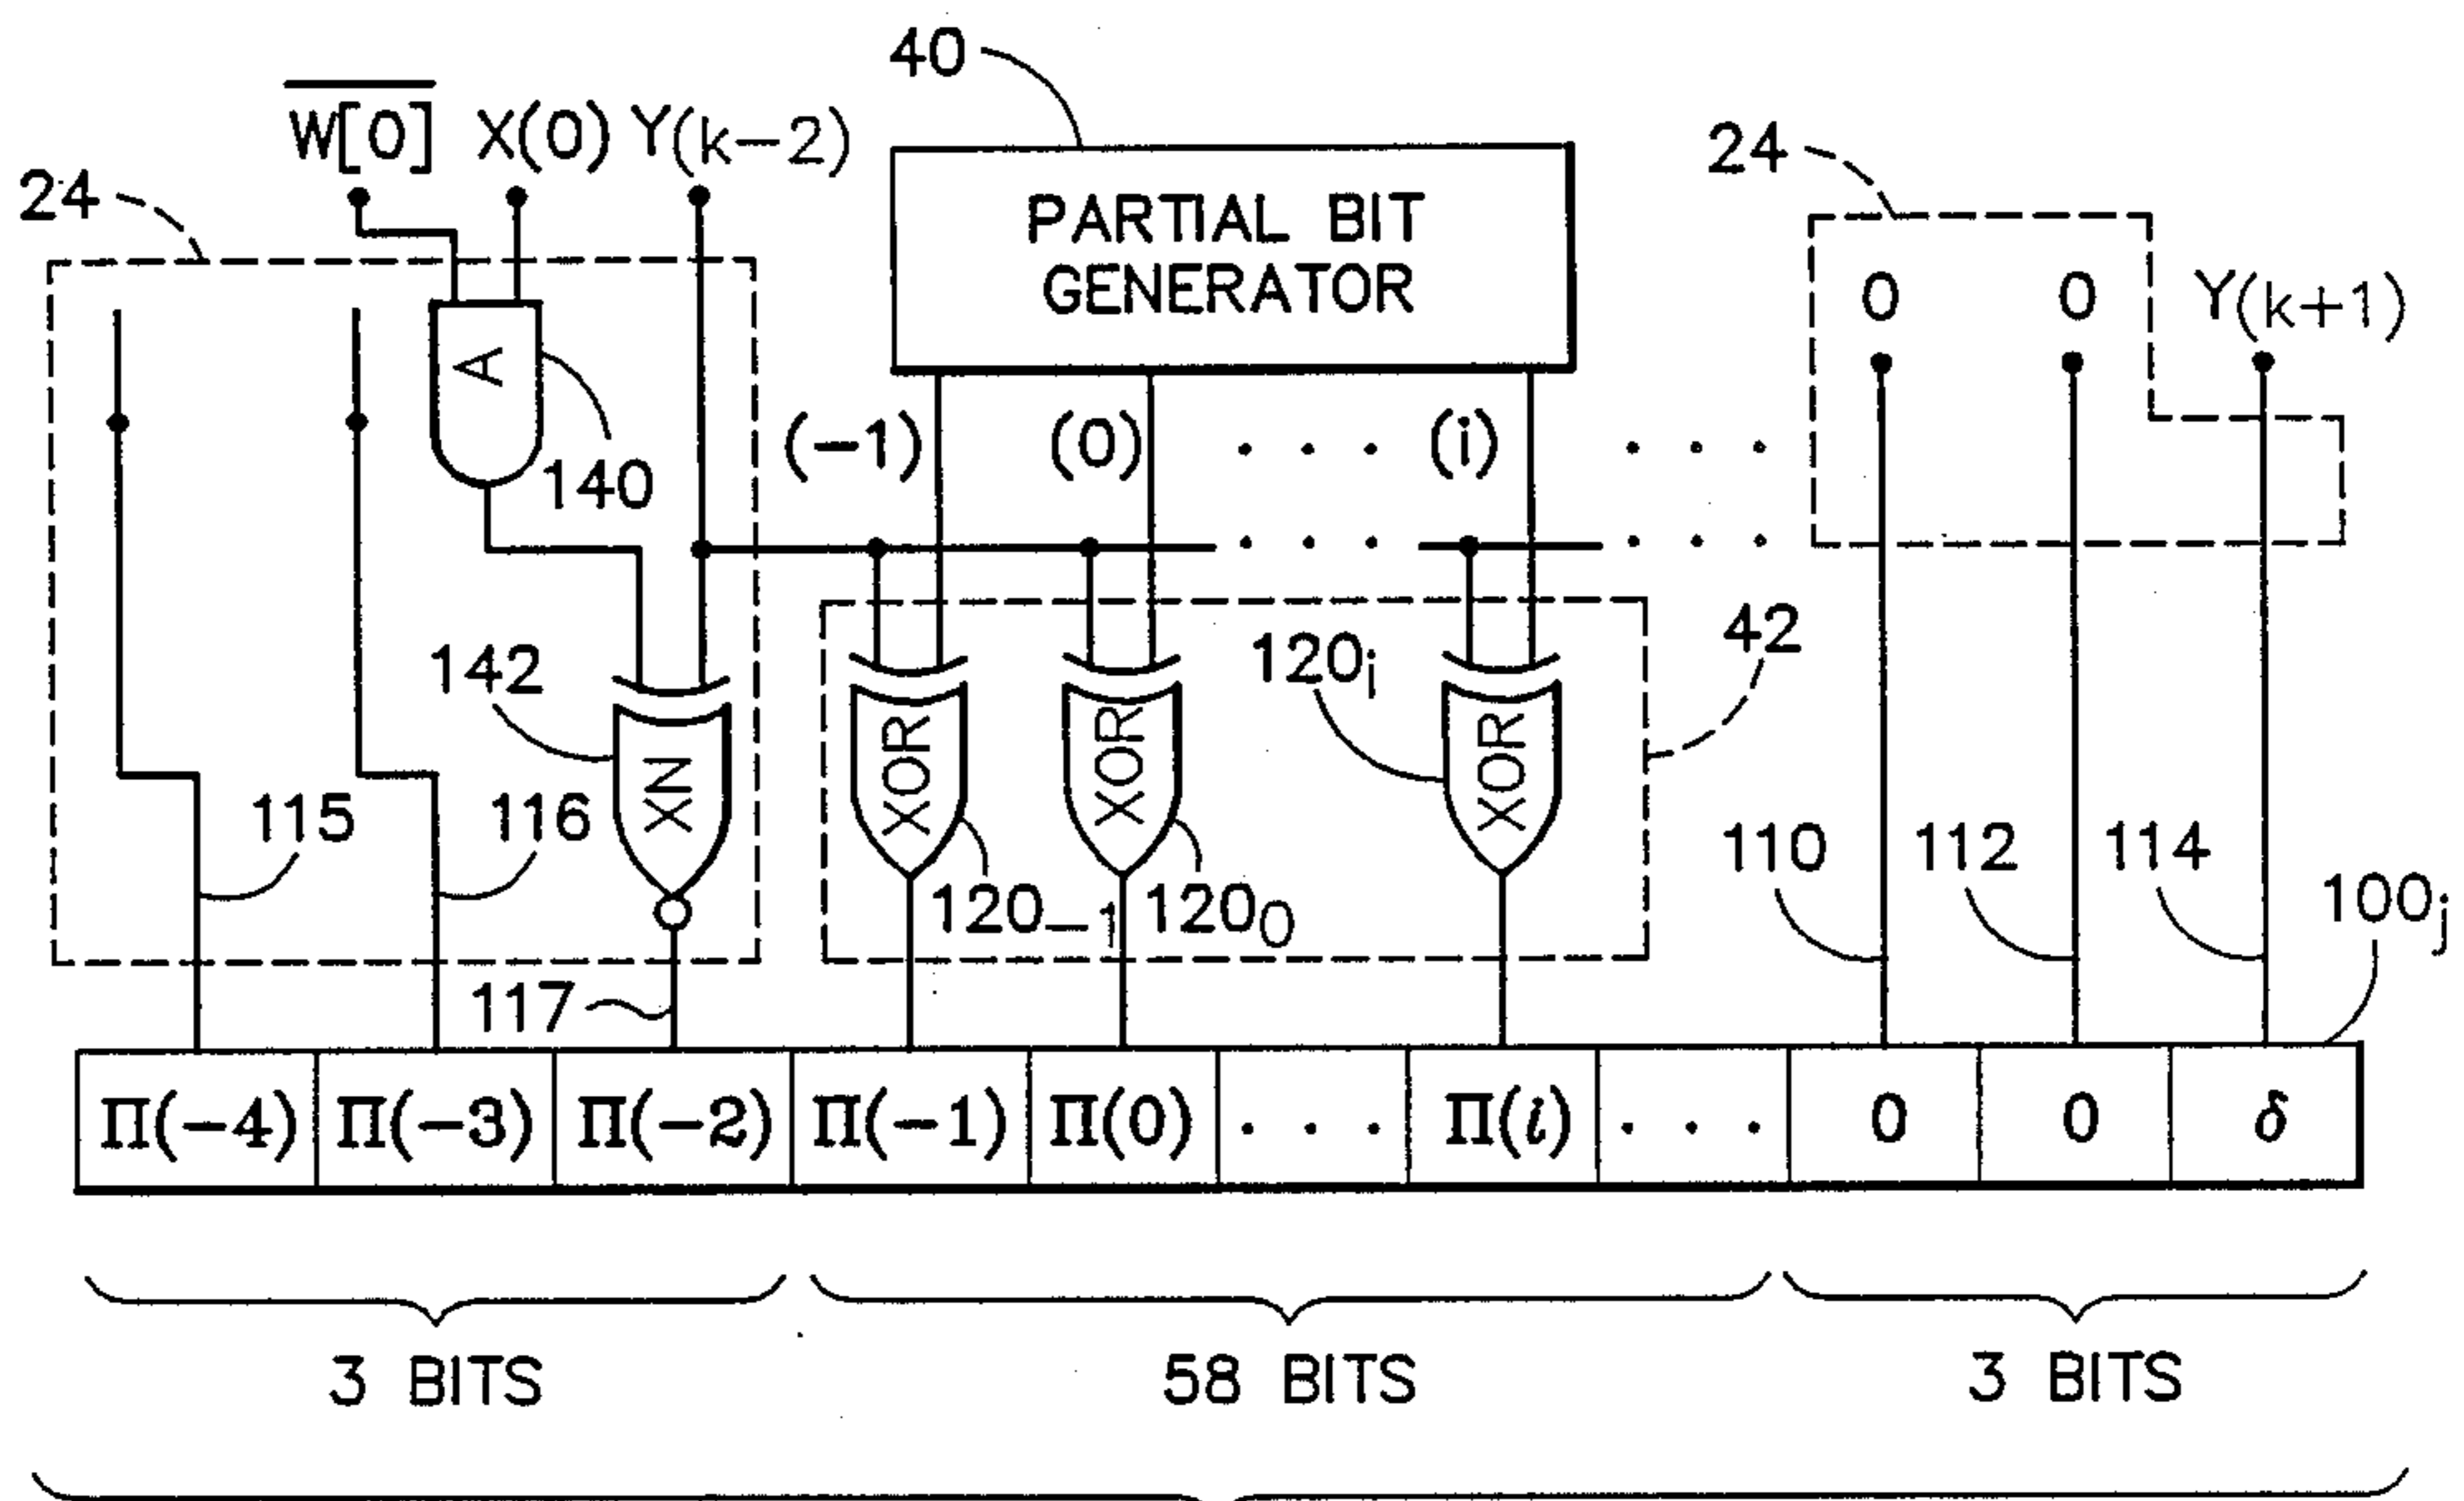 40
W[0] X(0) Y(k-2)
24
24
PARTIAL BIT
GENERATOR
0 0 Y(k+1)
A
140
(-1) (0) . . . (i) . . .
. . . . . .
142
120i
42
XN XOR XOR XOR
115 116
120-1 1200
110 112 114
100j
117
Π(-4) Π(-3) Π(-2) Π(-1) Π(0) . . . Π(i) . . . 0 0 δ
3 BITS 58 BITS 3 BITS